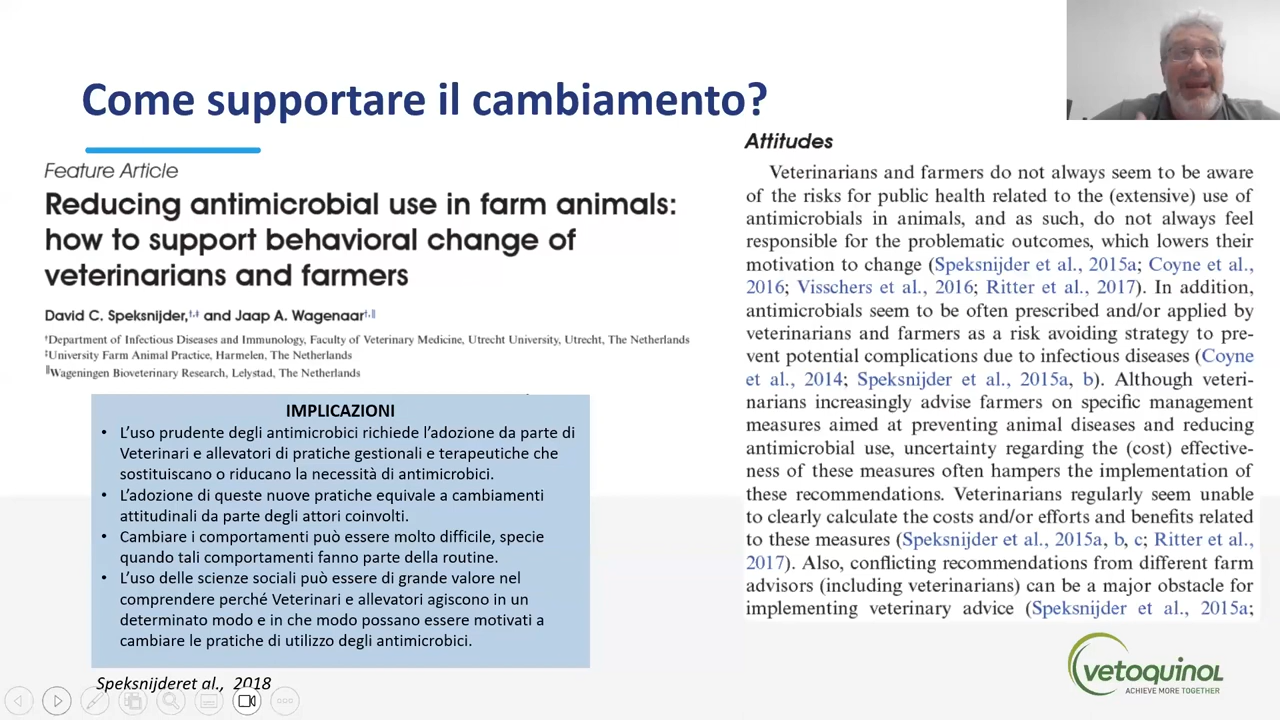 Come supportare il cambiamento?
Feature Article
Reducing antimicrobial use in farm animals:
how to support behavioral change of
veterinarians and farmers
David C. Speksnijder,†,‡ and Jaap A. Wagenaar†,||
†Department of Infectious Diseases and Immunology, Faculty of Veterinary Medicine, Utrecht University, Utrecht, The Netherlands
‡University Farm Animal Practice, Harmelen, The Netherlands
||Wageningen Bioveterinary Research, Lelystad, The Netherlands
IMPLICAZIONI
• L’uso prudente degli antimicrobici richiede l’adozione da parte di
Veterinari e allevatori di pratiche gestionali e terapeutiche che
sostituiscano o riducano la necessità di antimicrobici.
• L’adozione di queste nuove pratiche equivale a cambiamenti
attitudinali da parte degli attori coinvolti.
• Cambiare i comportamenti può essere molto difficile, specie
quando tali comportamenti fanno parte della routine.
• L’uso delle scienze sociali può essere di grande valore nel
comprendere perché Veterinari e allevatori agiscono in un
determinato modo e in che modo possano essere motivati a
cambiare le pratiche di utilizzo degli antimicrobici.
Speksnijderet al., 2018
Attitudes
Veterinarians and farmers do not always seem to be aware
of the risks for public health related to the (extensive) use of
antimicrobials in animals, and as such, do not always feel
responsible for the problematic outcomes, which lowers their
motivation to change (Speksnijder et al., 2015a; Coyne et al.,
2016; Visschers et al., 2016; Ritter et al., 2017). In addition,
antimicrobials seem to be often prescribed and/or applied by
veterinarians and farmers as a risk avoiding strategy to pre-
vent potential complications due to infectious diseases (Coyne
et al., 2014; Speksnijder et al., 2015a, b). Although veteri-
narians increasingly advise farmers on specific management
measures aimed at preventing animal diseases and reducing
antimicrobial use, uncertainty regarding the (cost) effective-
ness of these measures often hampers the implementation of
these recommendations. Veterinarians regularly seem unable
to clearly calculate the costs and/or efforts and benefits related
to these measures (Speksnijder et al., 2015a, b, c; Ritter et al.,
2017). Also, conflicting recommendations from different farm
advisors (including veterinarians) can be a major obstacle for
implementing veterinary advice (Speksnijder et al., 2015a;
vetoquinol
ACHIEVE MORE TOGETHER